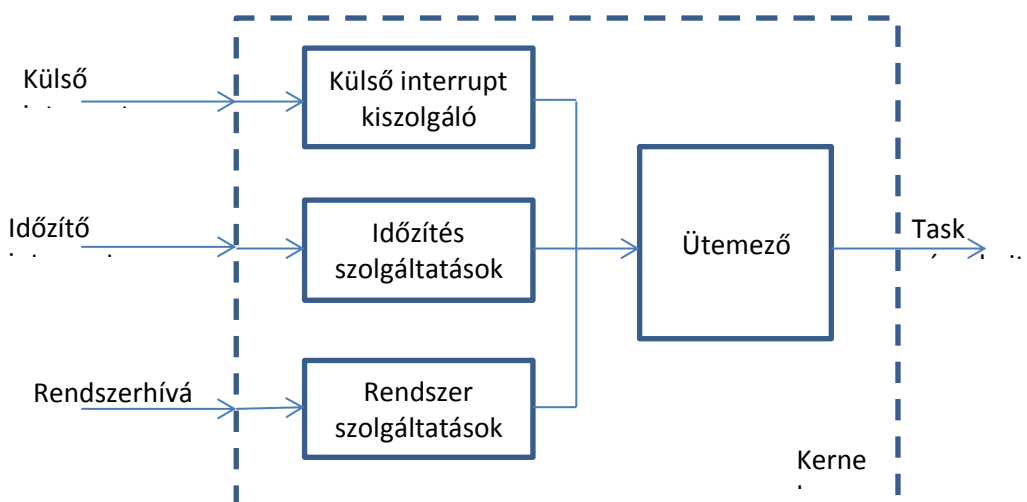 Külső
Külső interrupt
kiszolgáló
Időzítő
Időzítés
szolgáltatások
Ütemező
Task
Rendszerhívá
Rendszer
szolgáltatások
Kerne